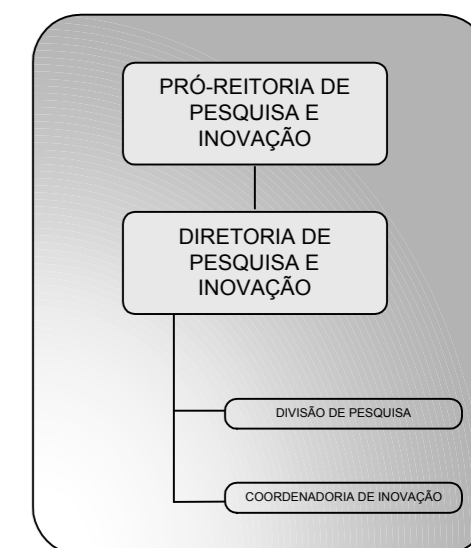 PRÓ-REITORIA DE
PESQUISA E
INOVAÇÃO
DIRETORIA DE
PESQUISA E
INOVAÇÃO
DIVISÃO DE PESQUISA
COORDENADORIA DE INOVAÇÃO